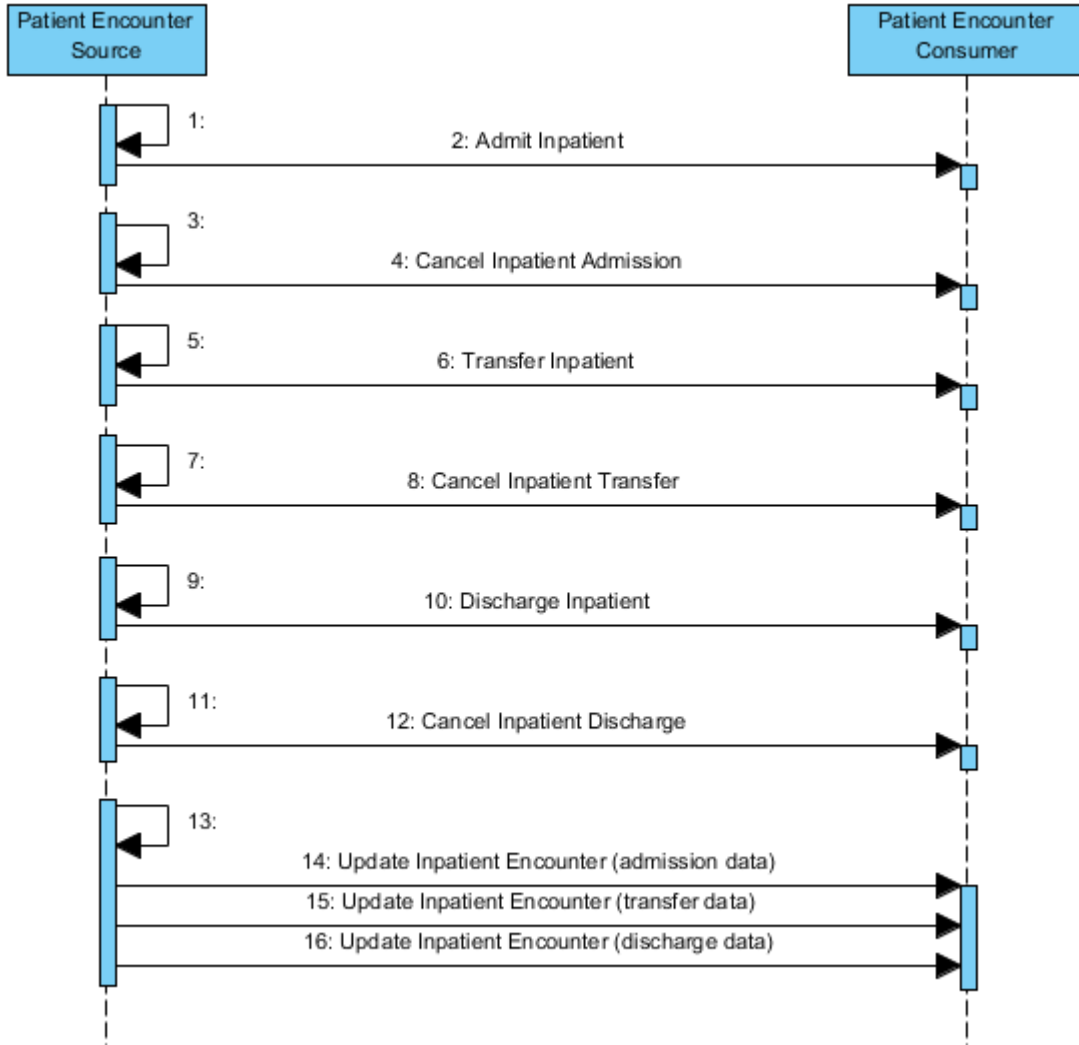 Patient Encounter
Source
Patient Encounter
Consumer
1:
2: Admit Inpatient
3:
4: Cancel Inpatient Admission
5:
6: Transfer Inpatient
7:
8: Cancel Inpatient Transfer
9:
10: Discharge Inpatient
11:
12: Cancel Inpatient Discharge
13:
14: Update Inpatient Encounter (admission data)
15: Update Inpatient Encounter (transfer data)
16: Update Inpatient Encounter (discharge data)